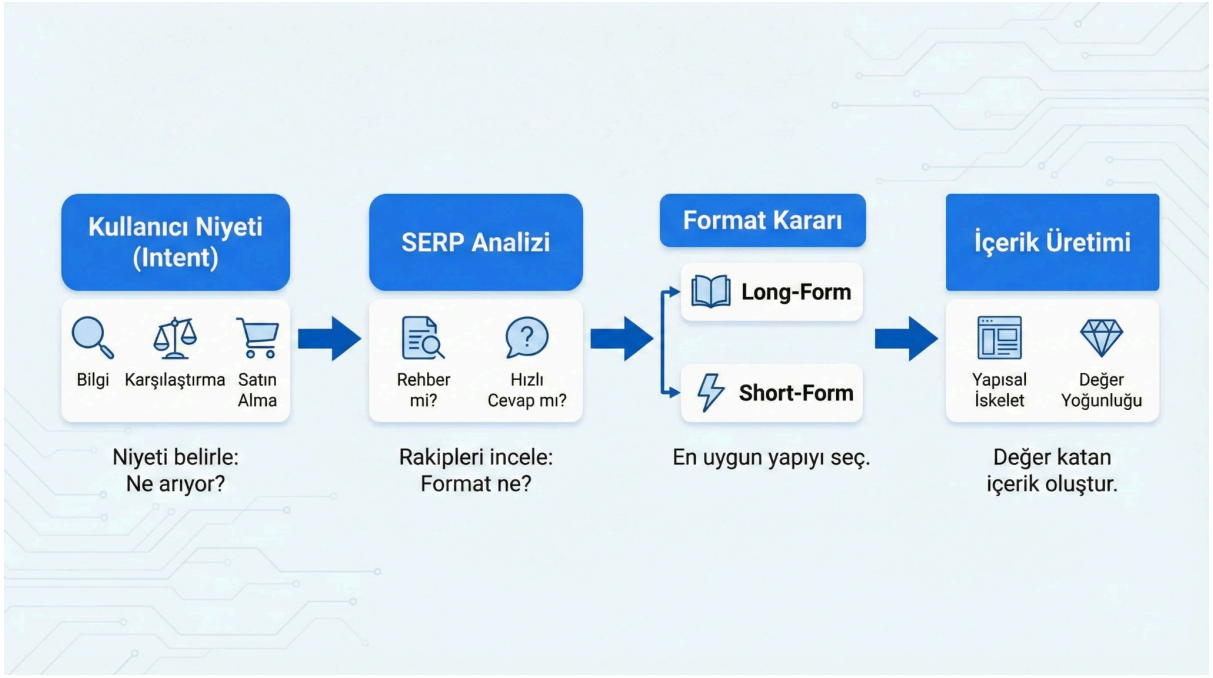 Kullanıcı Niyeti
(Intent)
Bilgi
Karşılaştırma
Satın
Alma
Niyeti belirle:
Ne arıyor?
SERP Analizi
Rehber
mi?
?
Hızlı
Cevap mı?
Rakipleri incele:
Format ne?
Format Kararı
Long-Form
Short-Form
En uygun yapıyı seç.
İçerik Üretimi
Yapısal
İskelet
Değer
Yoğunluğu
Değer katan
içerik oluştur.